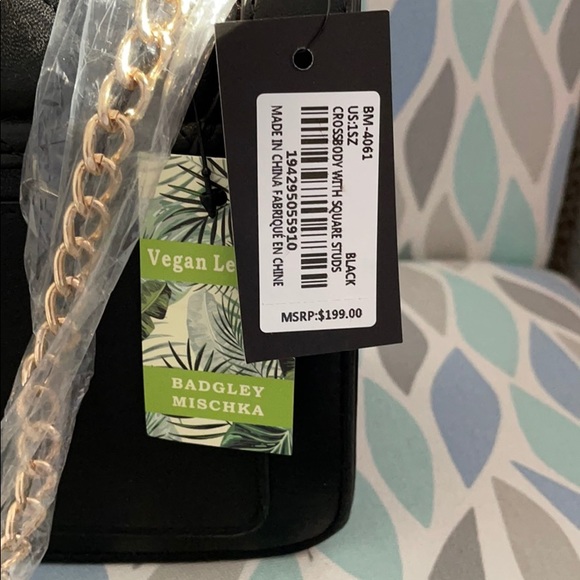 BM-4061
US:1SZ BLACK
CROSSBODY WITH SQUARE STUDS
194295055910
MADE IN CHINA FABRIQUÉ EN CHINE
MSRP:$199.00
Vegan Le
BADGLEY
MISCHKA